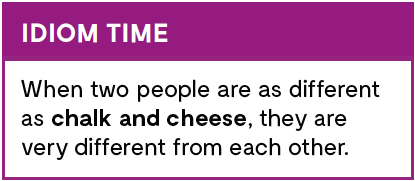 IDIOM TIME
When two people are as different
as chalk and cheese, they are
very different from each other.